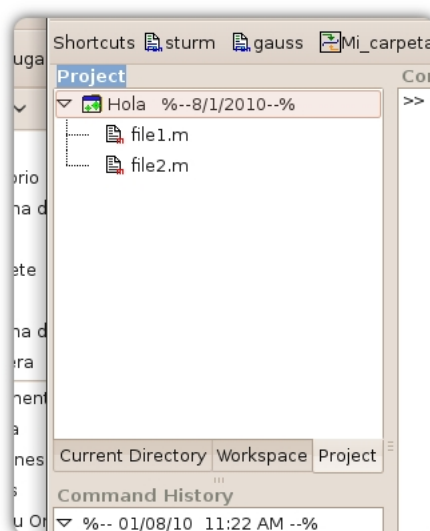 Shortcuts sturm gauss Mi_carpeta
Project
Hola %--8/1/2010--%
>>
file1.m
file2.m
Current Directory Workspace Project
Command History
%-- 01/08/10 11:22 AM --%